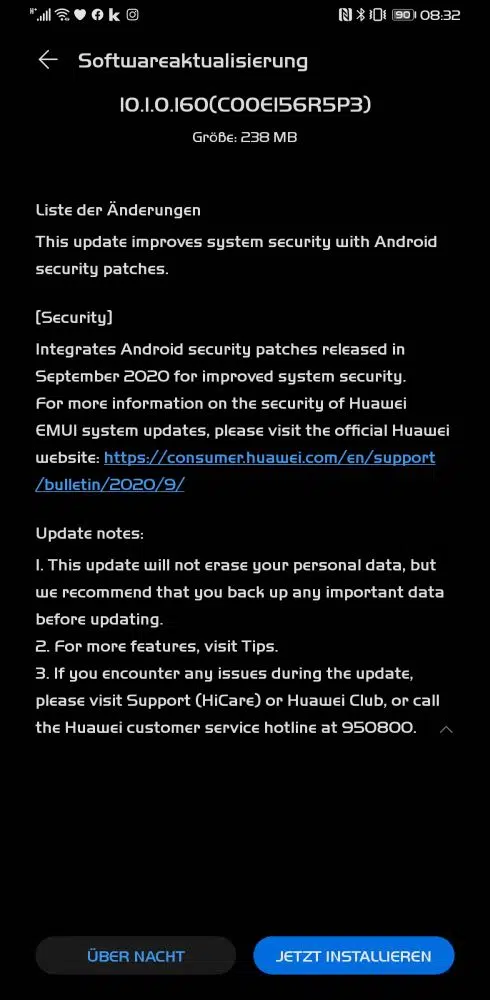 H+ 90 08:32
Softwareaktualisierung
10.1.0.160(C00E156R5P3)
Größe: 238 MB
Liste der Änderungen
This update improves system security with Android
security patches.
[Security]
Integrates Android security patches released in
September 2020 for improved system security.
For more information on the security of Huawei
EMUI system updates, please visit the official Huawei
website: https://consumer.huawei.com/en/support
/bulletin/2020/9/
Update notes:
1. This update will not erase your personal data, but
we recommend that you back up any important data
before updating.
2. For more features, visit Tips.
3. If you encounter any issues during the update,
please visit Support (HiCare) or Huawei Club, or call
the Huawei customer service hotline at 950800.
ÜBER NACHT
JETZT INSTALLIEREN